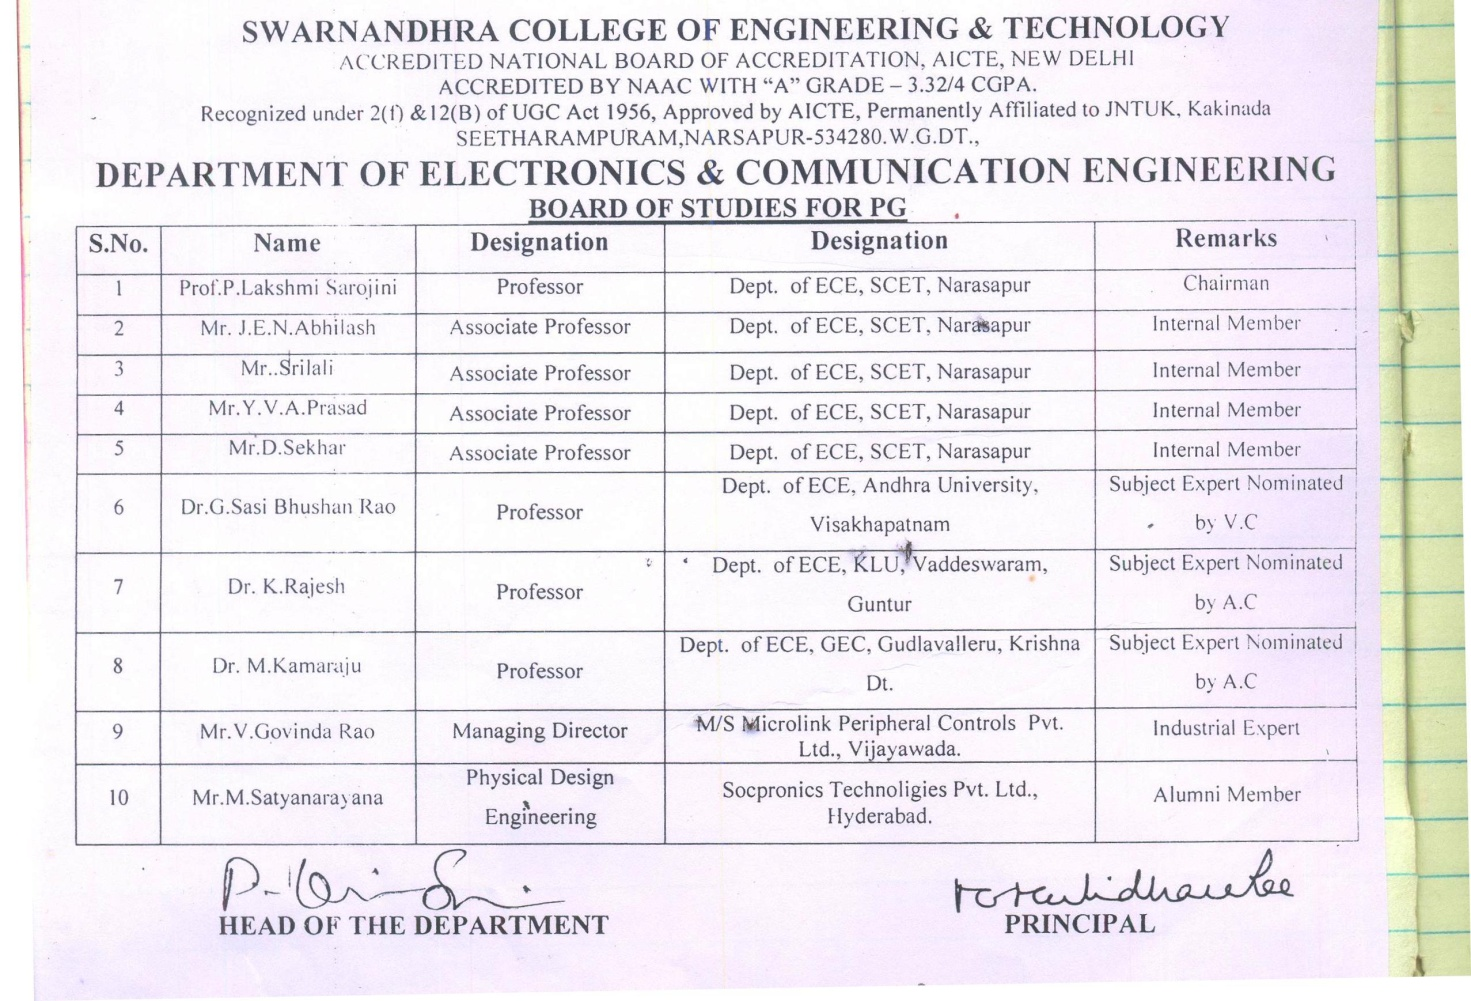 SWARNANDHRA COLLEGE OF ENGINEERING & TECHNOLOGY
ACCREDITED NATIONAL BOARD OF ACCREDITATION, AICTE, NEW DELHI
ACCREDITED BY NAAC WITH “A” GRADE – 3.32/4 CGPA.
Recognized under 2(f) &12(B) of UGC Act 1956, Approved by AICTE, Permanently Affiliated to JNTUK, Kakinada
SEETHARAMPURAM,NARSAPUR-534280.W.G.DT.,
DEPARTMENT OF ELECTRONICS & COMMUNICATION ENGINEERING
BOARD OF STUDIES FOR PG
S.No. Name Designation Designation Remarks
1 Prof.P.Lakshmi Sarojini Professor Dept. of ECE, SCET, Narasapur Chairman
2 Mr. J.E.N.Abhilash Associate Professor Dept. of ECE, SCET, Narasapur Internal Member
3 Mr..Srilali Associate Professor Dept. of ECE, SCET, Narasapur Internal Member
4 Mr.Y.V.A.Prasad Associate Professor Dept. of ECE, SCET, Narasapur Internal Member
5 Mr.D.Sekhar Associate Professor Dept. of ECE, SCET, Narasapur Internal Member
6 Dr.G.Sasi Bhushan Rao Professor Dept. of ECE, Andhra University,
Visakhapatnam
Subject Expert Nominated
by V.C
7 Dr. K.Rajesh Professor Dept. of ECE, KLU, Vaddeswaram,
Guntur
Subject Expert Nominated
by A.C
8 Dr. M.Kamaraju Professor Dept. of ECE, GEC, Gudlavalleru, Krishna
Dt.
Subject Expert Nominated
by A.C
9 Mr.V.Govinda Rao Managing Director M/S Microlink Peripheral Controls Pvt.
Ltd., Vijayawada.
Industrial Expert
10 Mr.M.Satyanarayana Physical Design
Engineering
Socpronics Technoligies Pvt. Ltd.,
Hyderabad.
Alumni Member
HEAD OF THE DEPARTMENT
PRINCIPAL